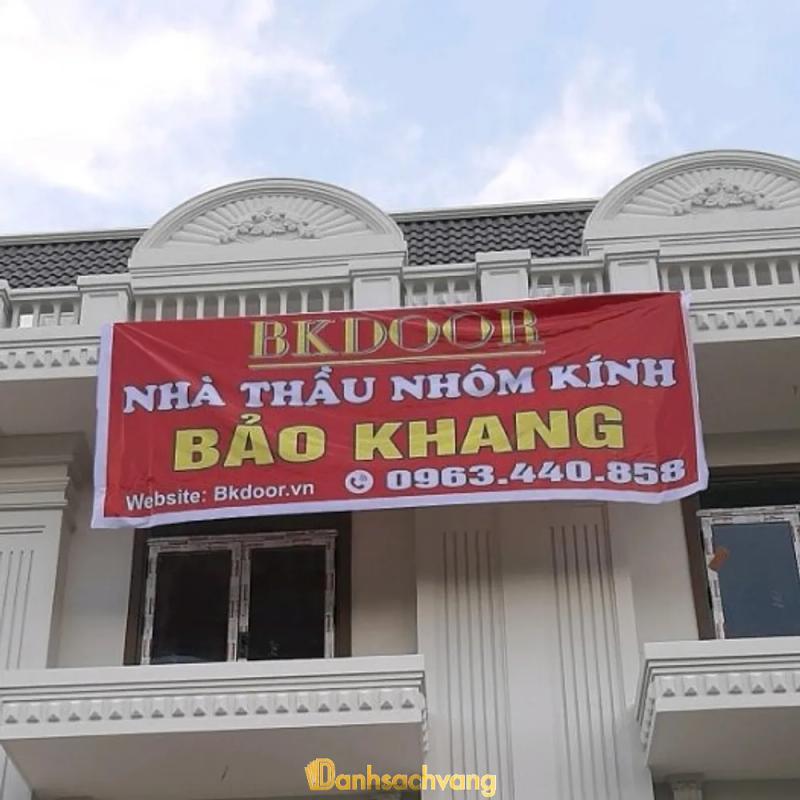 BKDOOR
NHÀ THẦU NHÔM KÍNH
BẢO KHANG
Website: Bkdoor.vn 0963.440.858
Danhsachvang